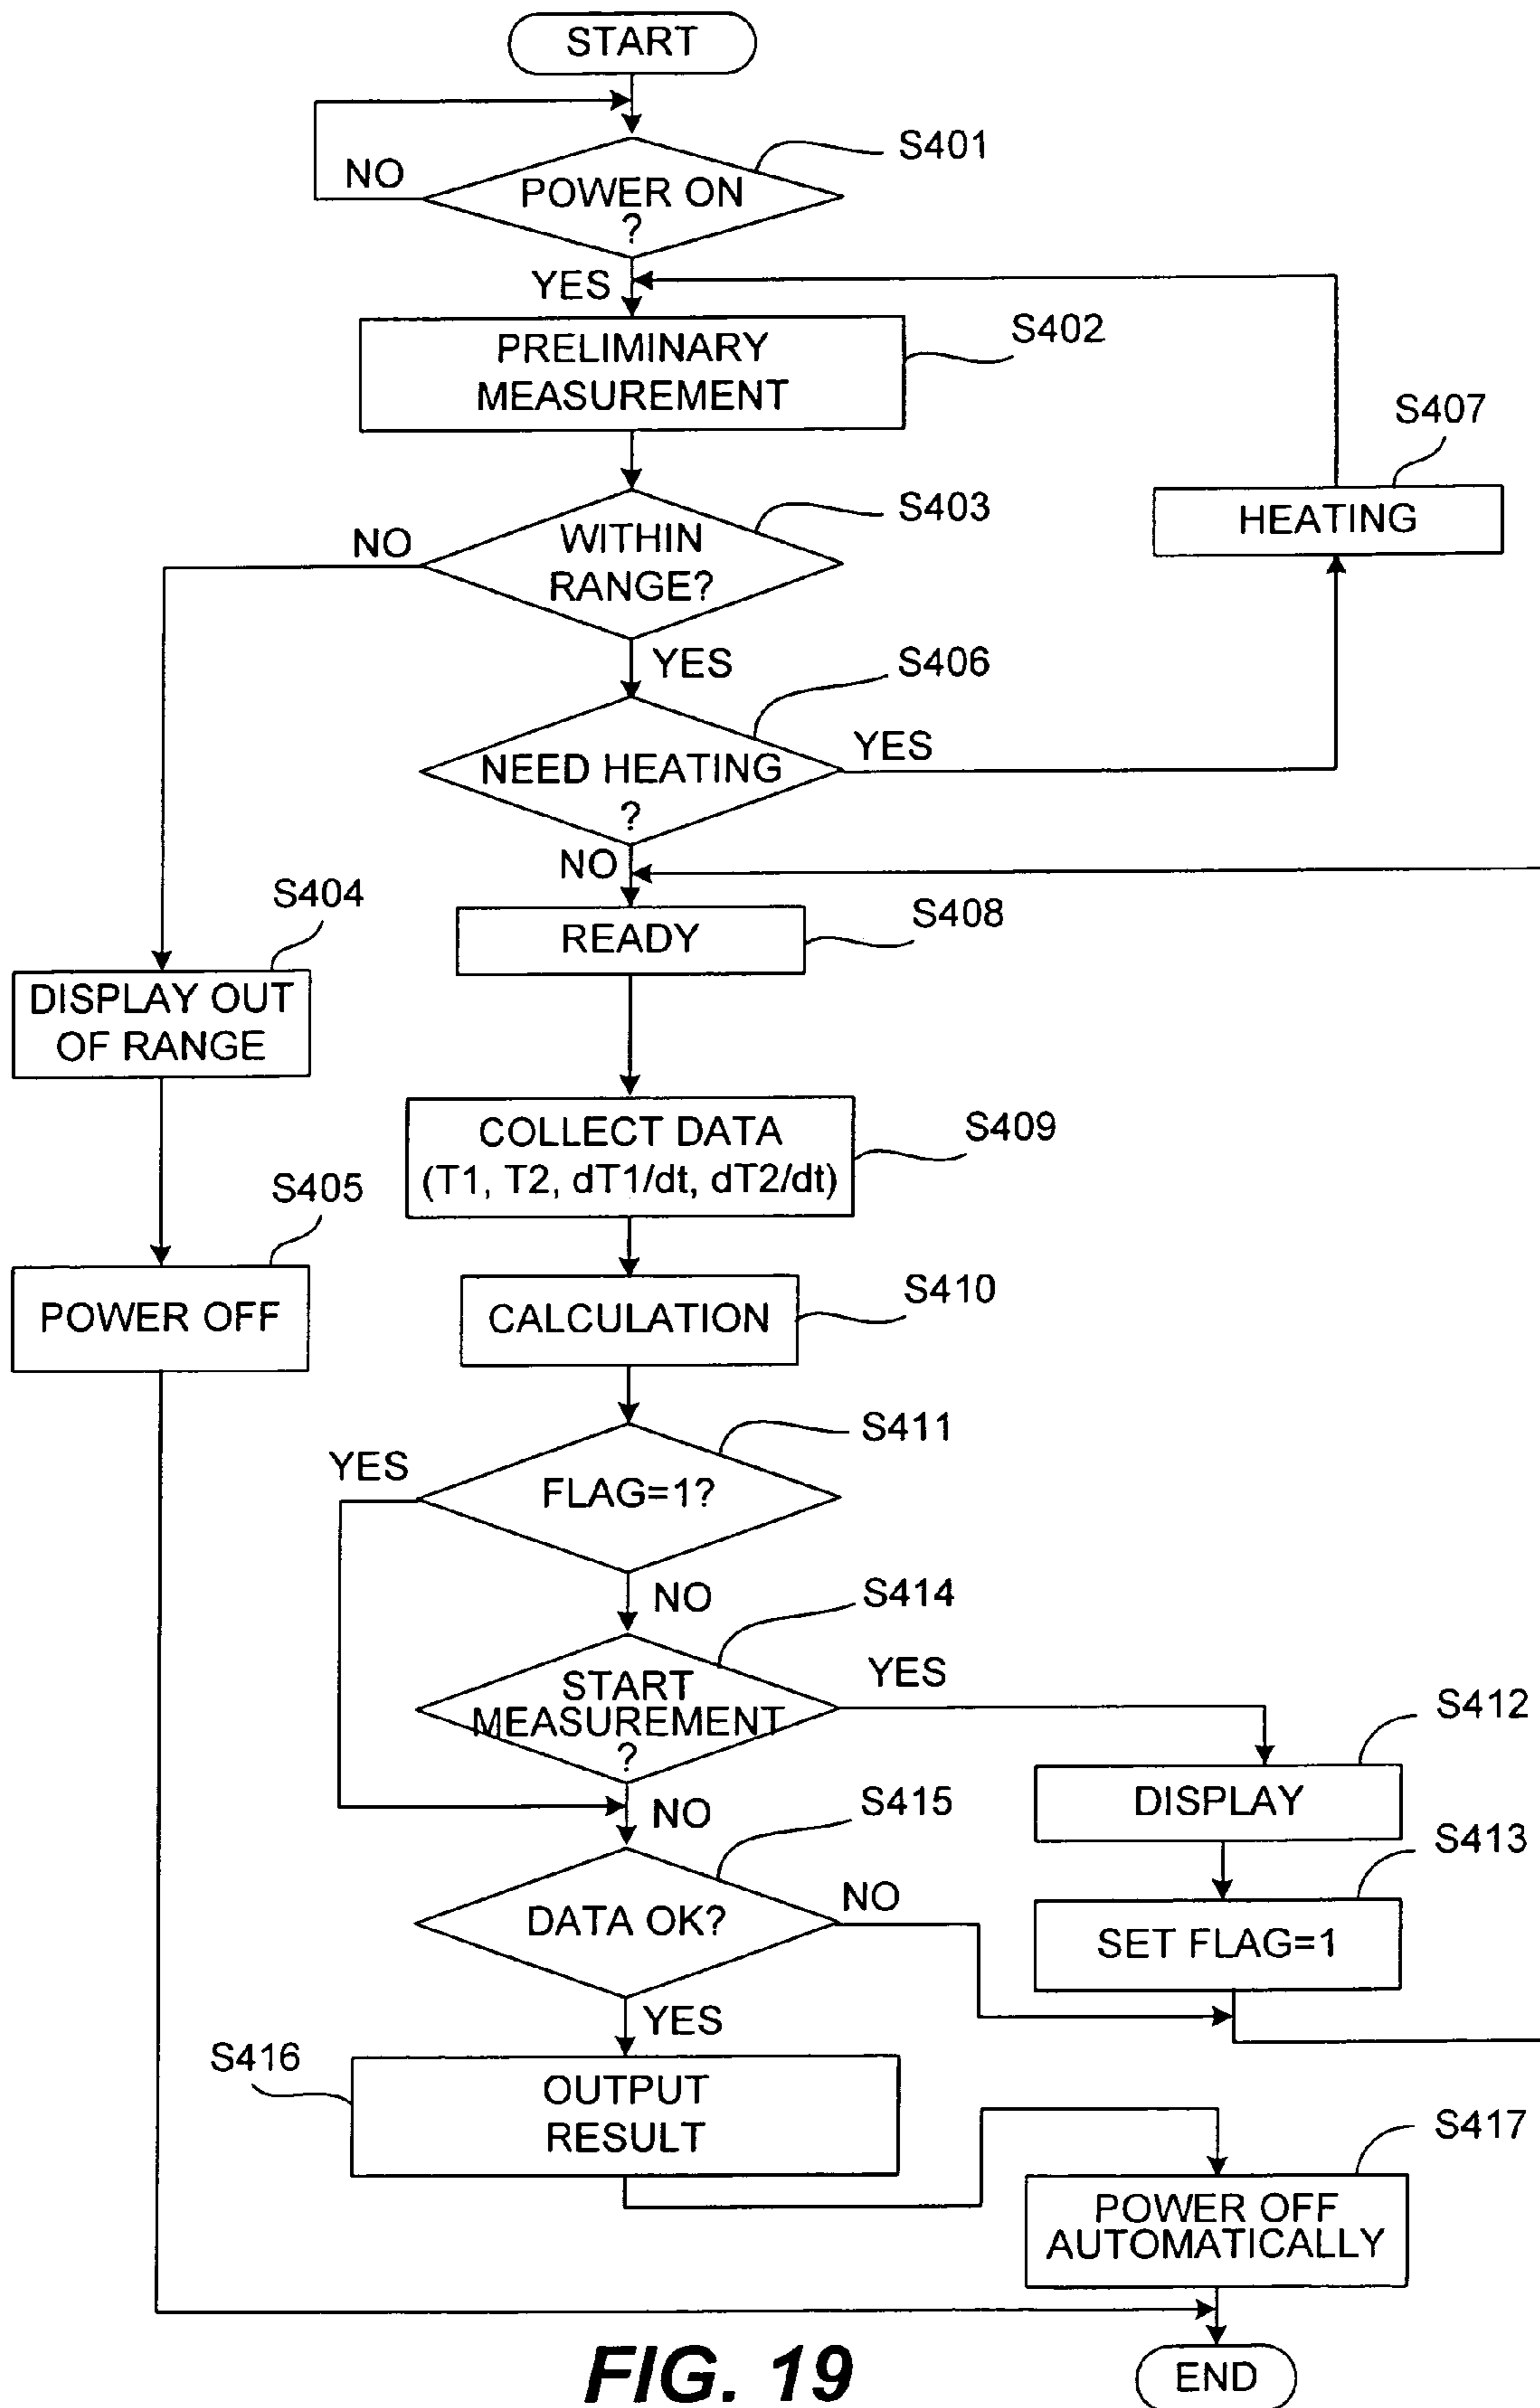 START
S401
NO
POWER ON
?
YES
S402
PRELIMINARY
MEASUREMENT
S407
HEATING
S403
NO
WITHIN
RANGE?
YES
S406
YES
NEED HEATING
?
NO
S404
S408
READY
DISPLAY OUT
OF RANGE
S409
COLLECT DATA
(T1, T2, dT1/dt, dT2/dt)
S405
S410
POWER OFF
CALCULATION
S411
YES
FLAG=1?
NO
S414
YES
START
MEASUREMENT
?
S412
DISPLAY
NO
S415
S413
NO
DATA OK?
SET FLAG=1
YES
S416
OUTPUT
RESULT
S417
POWER OFF
AUTOMATICALLY
END
FIG. 19